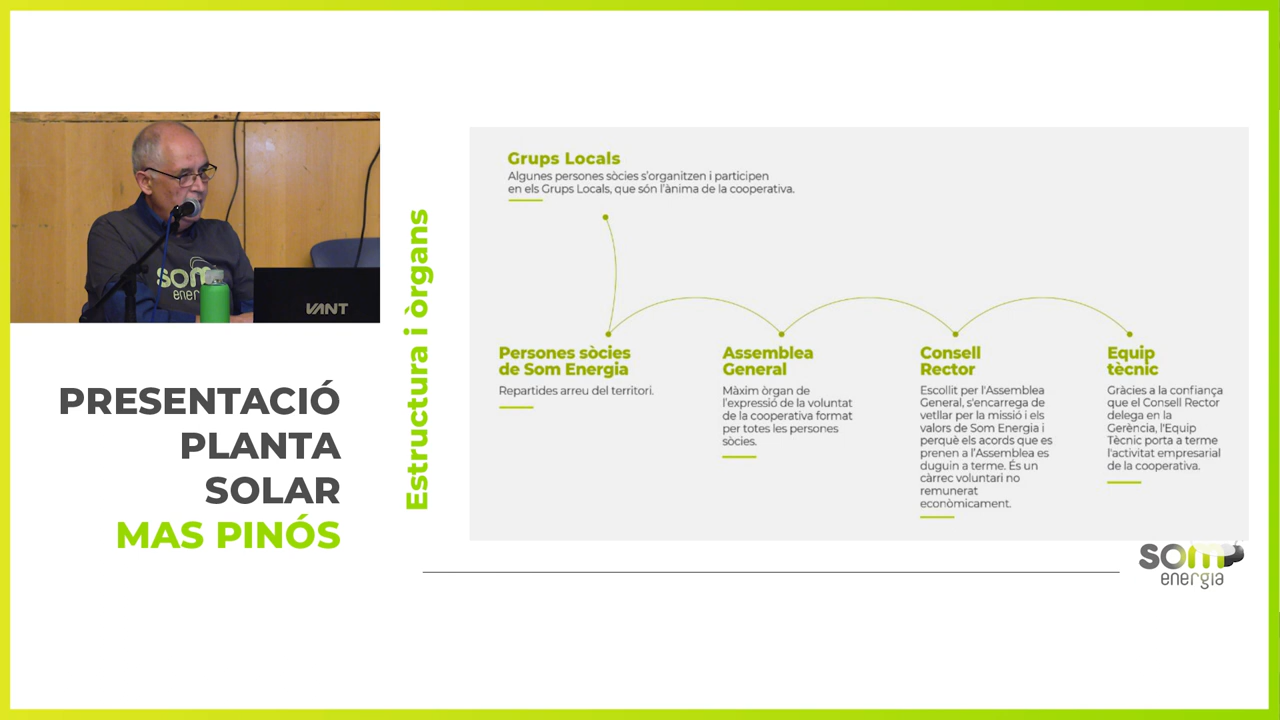 som
ener
VANT
PRESENTACIÓ
PLANTA
SOLAR
MAS PINÓS
Estructura i òrgans
Grups Locals
Algunes persones sòcies s'organitzen i participen
en els Grups Locals, que són l'ànima de la cooperativa.
Persones sòcies
de Som Energia
Repartides arreu del territori.
Assemblea
General
Màxim òrgan de
l'expressió de la voluntat
de la cooperativa format
per totes les persones
sòcies.
Consell
Rector
Escollit per l'Assemblea
General, s'encarrega de
vetllar per la missió i els
valors de Som Energia i
perquè els acords que es
prenen a l'Assemblea es
duguin a terme. És un
càrrec voluntari no
remunerat
econòmicament.
Equip
tècnic
Gràcies a la confiança
que el Consell Rector
delega en la
Gerència, l'Equip
Tècnic porta a terme
l'activitat empresarial
de la cooperativa.
som
energia